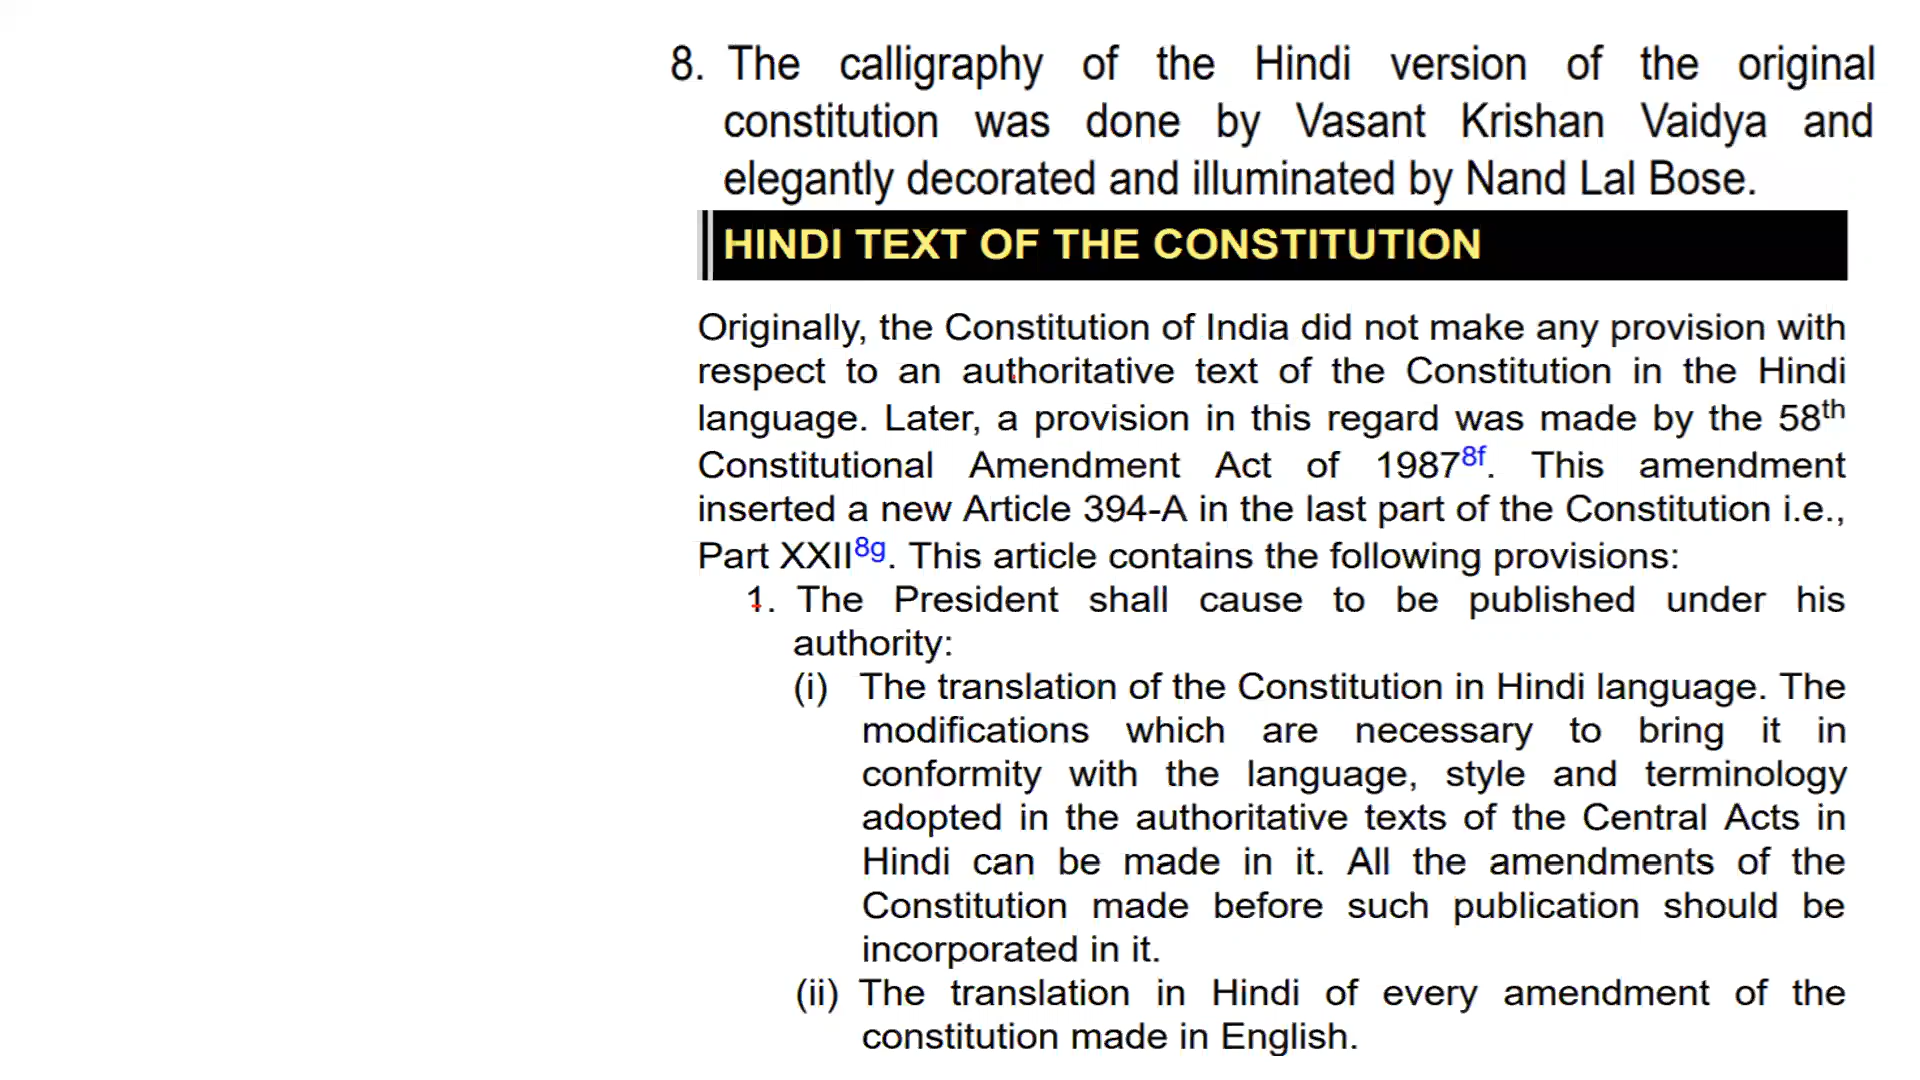 8. The calligraphy of the Hindi version of the original
constitution was done by Vasant Krishan Vaidya and
elegantly decorated and illuminated by Nand Lal Bose.
HINDI TEXT OF THE CONSTITUTION
Originally, the Constitution of India did not make any provision with
respect to an authoritative text of the Constitution in the Hindi
language. Later, a provision in this regard was made by the 58th
Constitutional Amendment Act of 19878f. This amendment
inserted a new Article 394-A in the last part of the Constitution i.e.,
Part XXII8g. This article contains the following provisions:
1. The President shall cause to be published under his
authority:
(i) The translation of the Constitution in Hindi language. The
modifications which are necessary to bring it in
conformity with the language, style and terminology
adopted in the authoritative texts of the Central Acts in
Hindi can be made in it. All the amendments of the
Constitution made before such publication should be
incorporated in it.
(ii) The translation in Hindi of every amendment of the
constitution made in English.